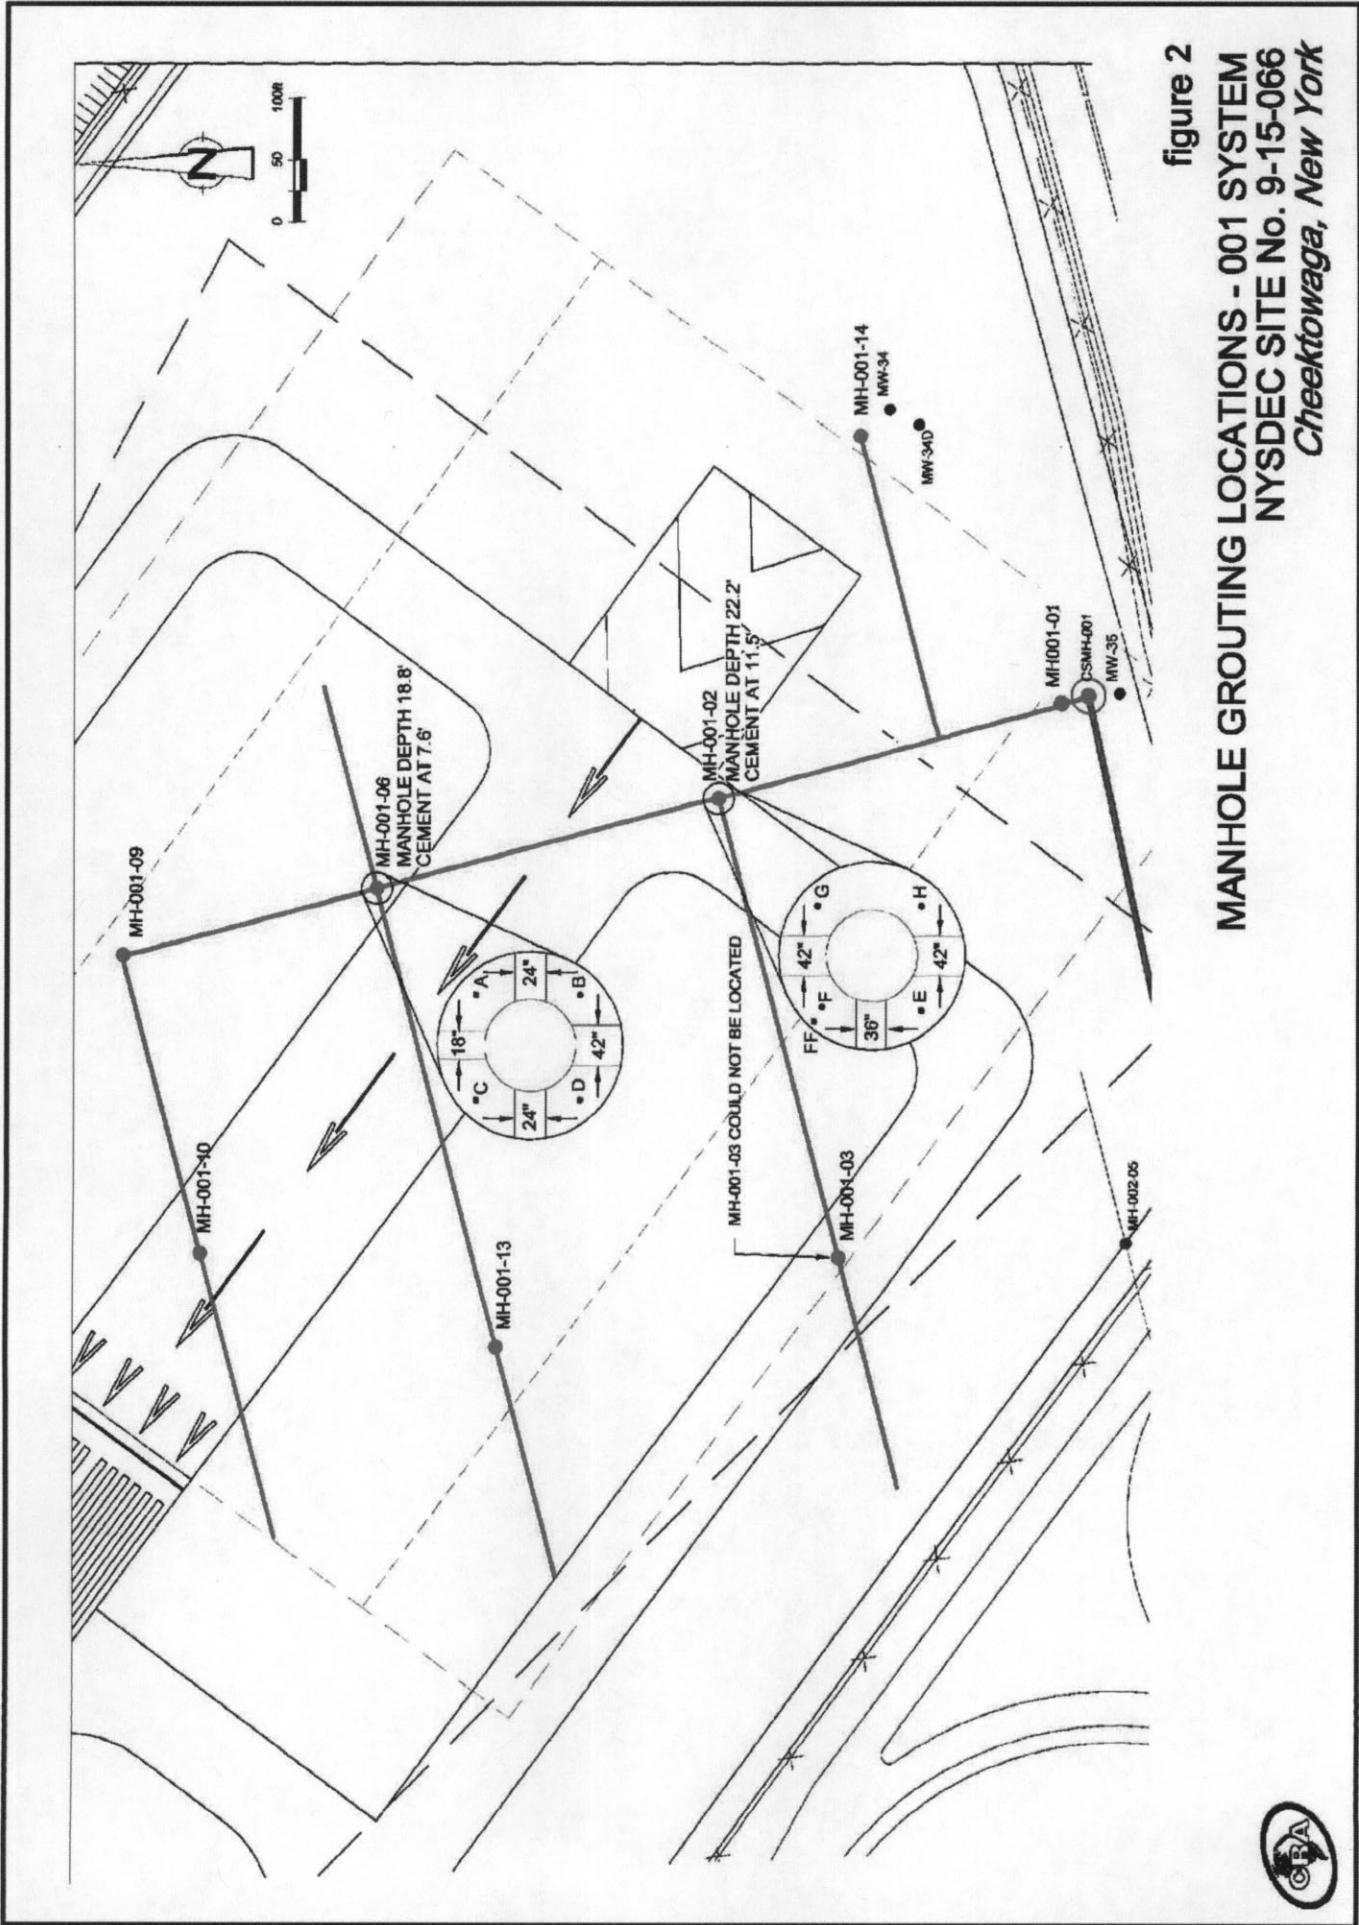 N
0 50 100ft
MH-001-09
MH-001-10
MH-001-06
MANHOLE DEPTH 18.8'
CEMENT AT 7.6'
MH-001-13
18"
24"
42"
24"
A
B
C
D
MH-001-02
MANHOLE DEPTH 22.2'
CEMENT AT 11.5'
42"
36"
42"
FF
F
G
E
H
MH-001-03 COULD NOT BE LOCATED
MH-001-03
MH-001-14
MW-34
MW-34D
MH001-01
CSMH-001
MW-35
MH-002-05
figure 2
MANHOLE GROUTING LOCATIONS - 001 SYSTEM
NYSDEC SITE No. 9-15-066
Cheektowaga, New York
CRA